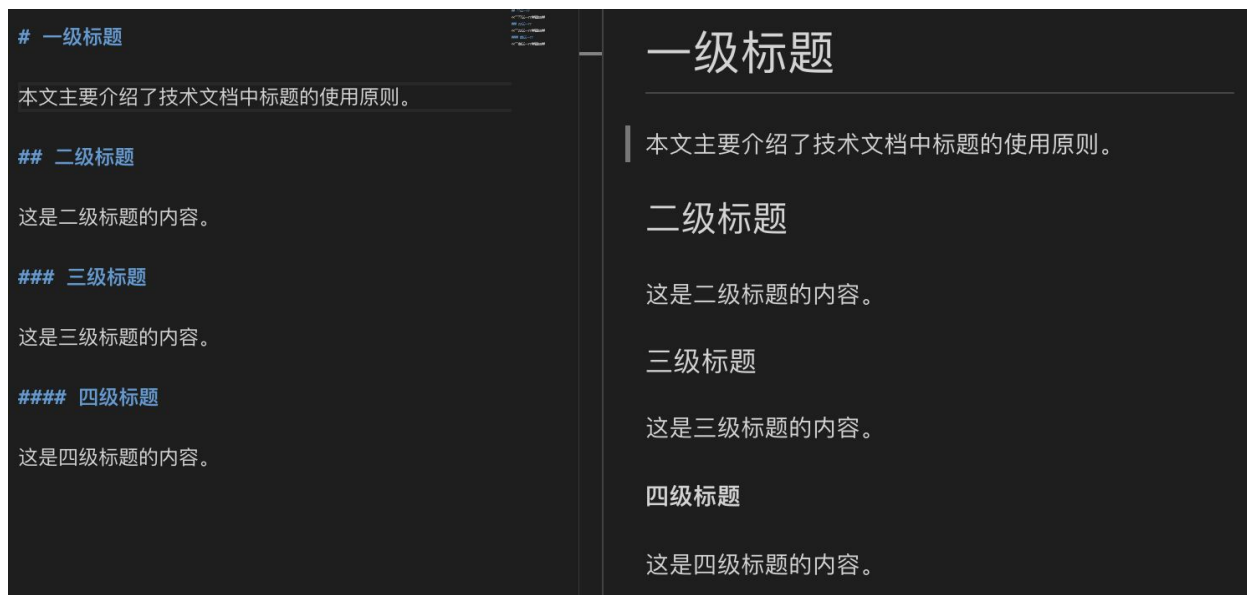 # 一级标题
本文主要介绍了技术文档中标题的使用原则。
## 二级标题
这是二级标题的内容。
### 三级标题
这是三级标题的内容。
#### 四级标题
这是四级标题的内容。
一级标题
本文主要介绍了技术文档中标题的使用原则。
二级标题
这是二级标题的内容。
三级标题
这是三级标题的内容。
四级标题
这是四级标题的内容。